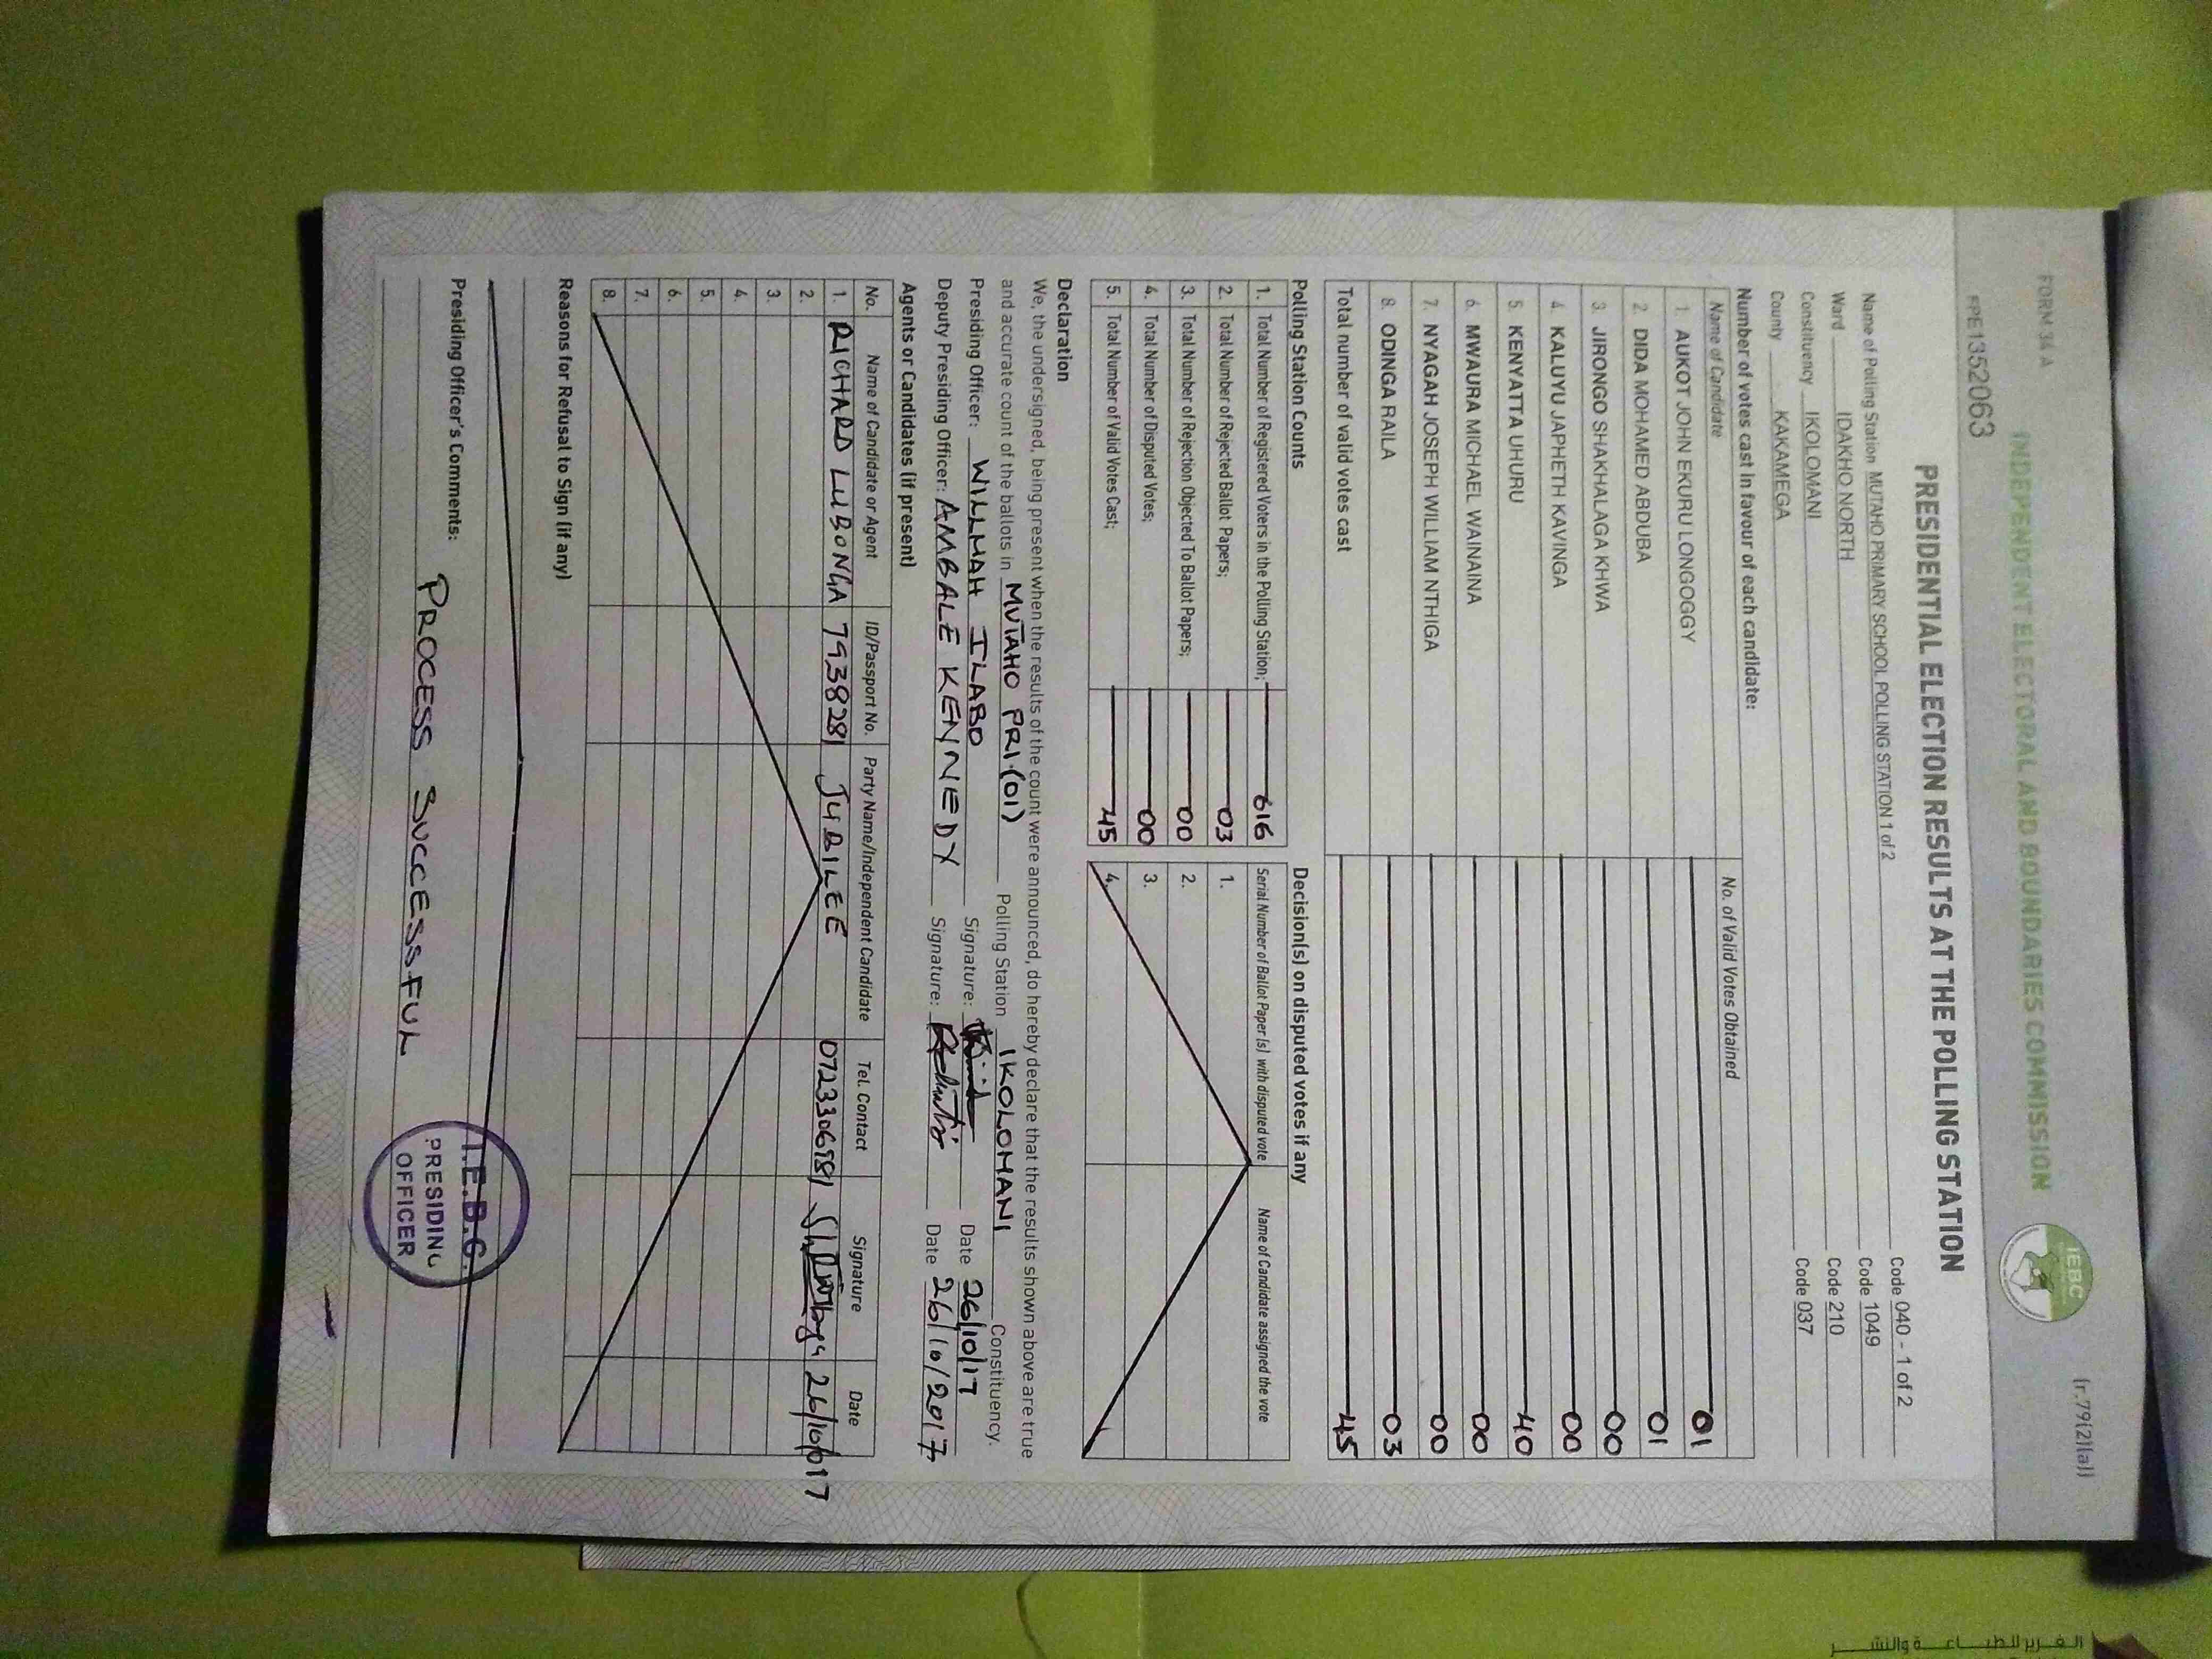 FORM 34 A
(r.79(2)(a))
INDEPENDENT ELECTORAL AND BOUNDARIES COMMISSION
IEBC
PPE1352063
PRESIDENTIAL ELECTION RESULTS AT THE POLLING STATION
Name of Polling Station MUTAHO PRIMARY SCHOOL POLLING STATION 1 of 2 Code 040 - 1 of 2
Ward IDAKHO NORTH Code 1049
Constituency IKOLOMANI Code 210
County KAKAMEGA Code 037
Number of votes cast in favour of each candidate:
Name of Candidate No. of Valid Votes Obtained
1. AUKOT JOHN EKURU LONGOGGY 01
2. DIDA MOHAMED ABDUBA 01
3. JIRONGO SHAKHALAGA KHWA 00
4. KALUYU JAPHETH KAVINGA 00
5. KENYATTA UHURU 40
6. MWAURA MICHAEL WAINAINA 00
7. NYAGAH JOSEPH WILLIAM NTHIGA 00
8. ODINGA RAILA 03
Total number of valid votes cast 45
Polling Station Counts
1. Total Number of Registered Voters in the Polling Station; 616
2. Total Number of Rejected Ballot Papers; 03
3. Total Number of Rejection Objected To Ballot Papers; 00
4. Total Number of Disputed Votes; 00
5. Total Number of Valid Votes Cast; 45
Decision(s) on disputed votes if any
Serial Number of Ballot Paper (s) with disputed vote Name of Candidate assigned the vote
1.
2.
3.
4.
Declaration
We, the undersigned, being present when the results of the count were announced, do hereby declare that the results shown above are true
and accurate count of the ballots in MUTAHO PRI.(01) Polling Station IKOLOMANI Constituency.
Presiding Officer: WILLMAH ILABO Signature: Date 26/10/17
Deputy Presiding Officer: AMBALE KENNEDY Signature: Date 26/10/2017
Agents or Candidates (if present)
No. Name of Candidate or Agent ID/Passport No. Party Name/Independent Candidate Tel. Contact Signature Date
1. RICHARD LUBONGA 7938281 JUBILEE 0723306981 26/10/017
2.
3.
4.
5.
6.
7.
8.
Reasons for Refusal to Sign (if any)
Presiding Officer's Comments: PROCESS SUCCESSFUL
I.E.B.C.
PRESIDING
OFFICER